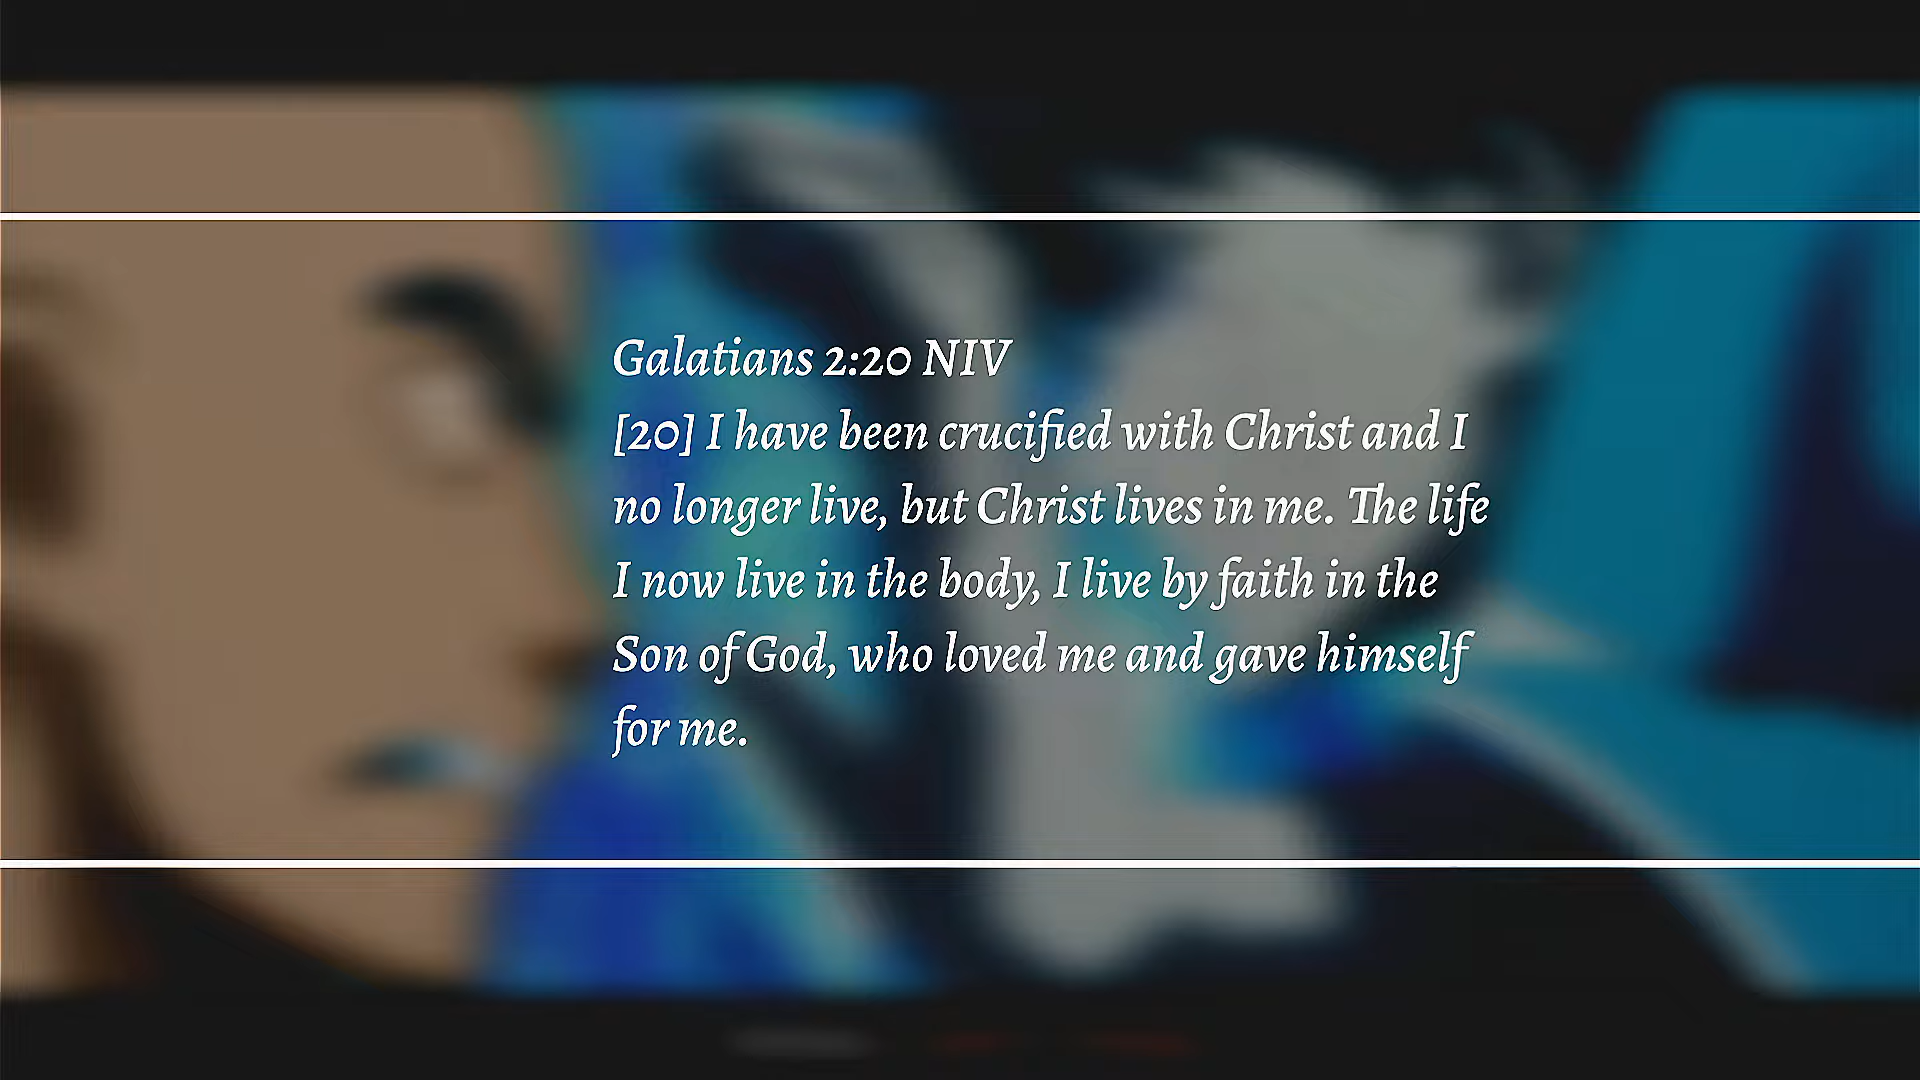 Galatians 2:20 NIV
[20] I have been crucified with Christ and I
no longer live, but Christ lives in me. The life
I now live in the body, I live by faith in the
Son of God, who loved me and gave himself
for me.